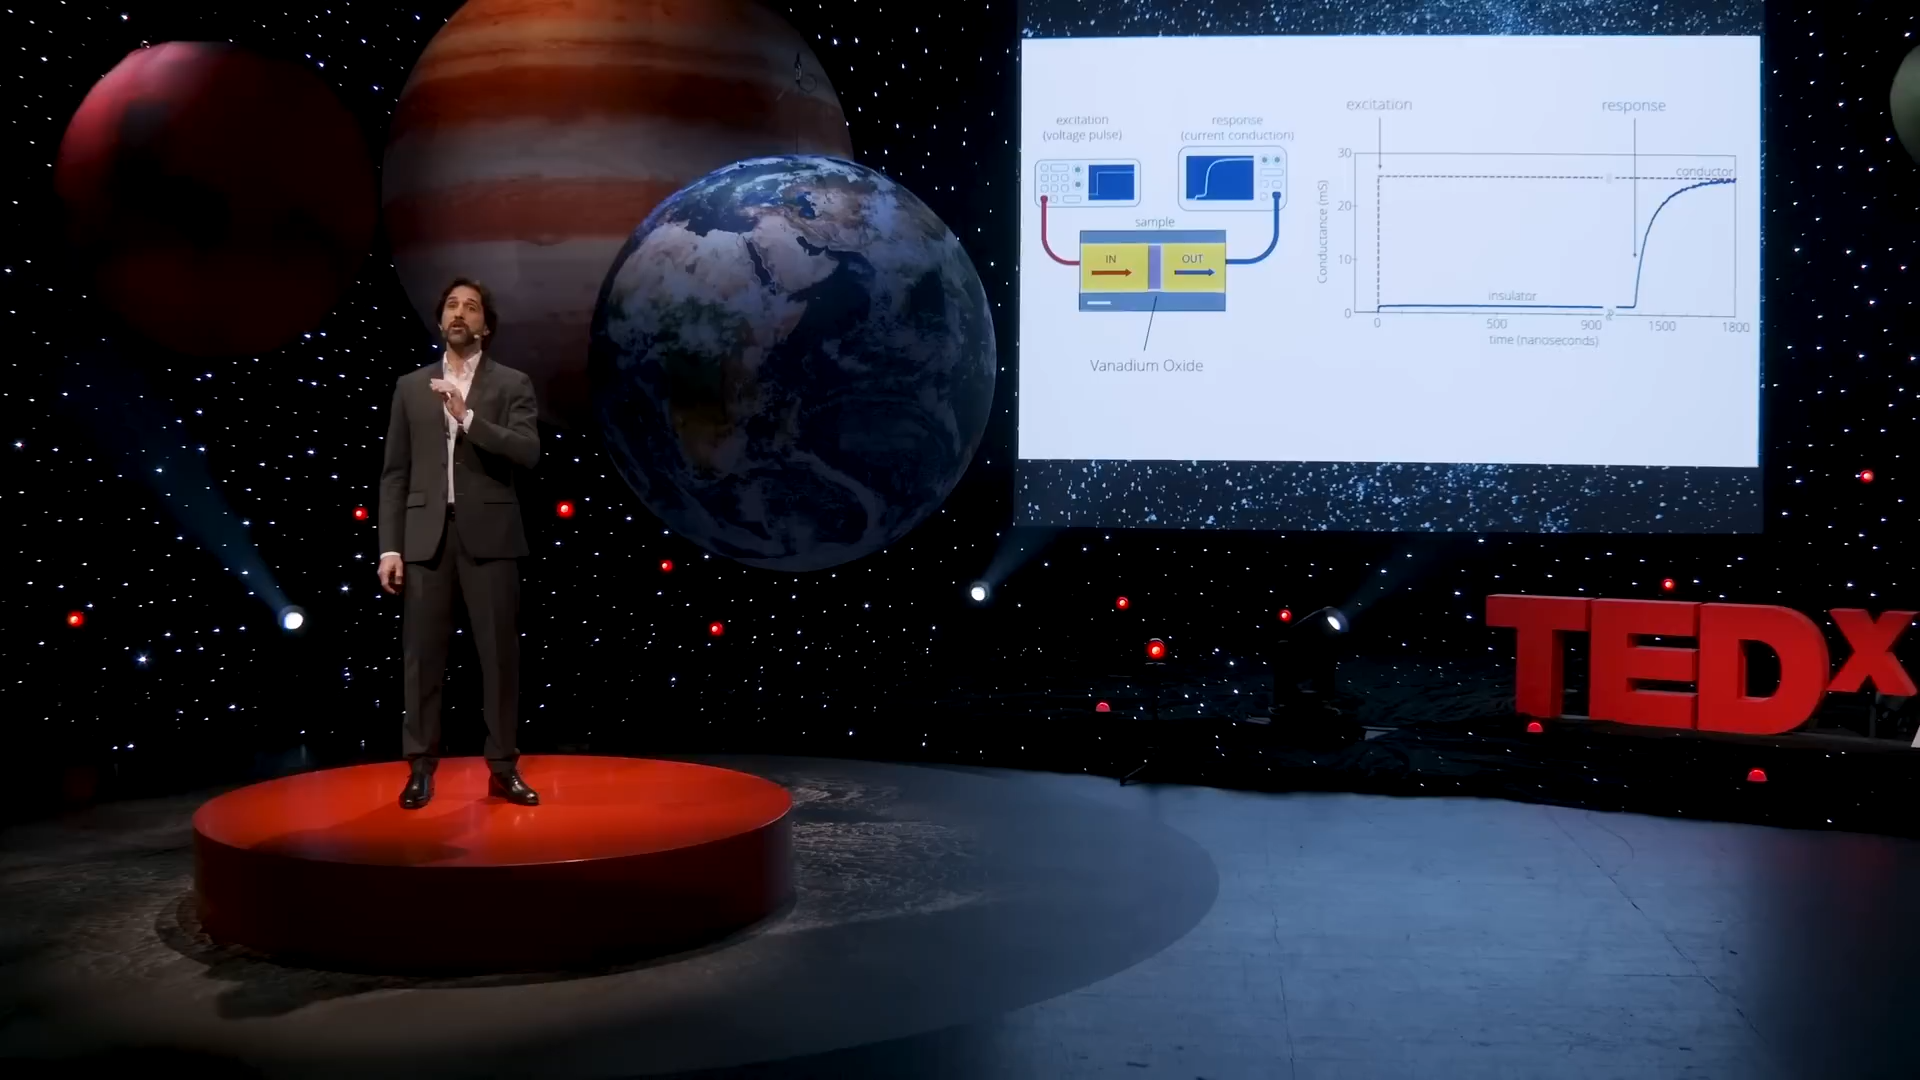 excitation
(voltage pulse)
response
(current conduction)
sample
IN
OUT
Vanadium Oxide
excitation
response
30
20
10
0
Conductance (mS)
conductor
insulator
0
500
900
1500
1800
time (nanoseconds)
TEDx